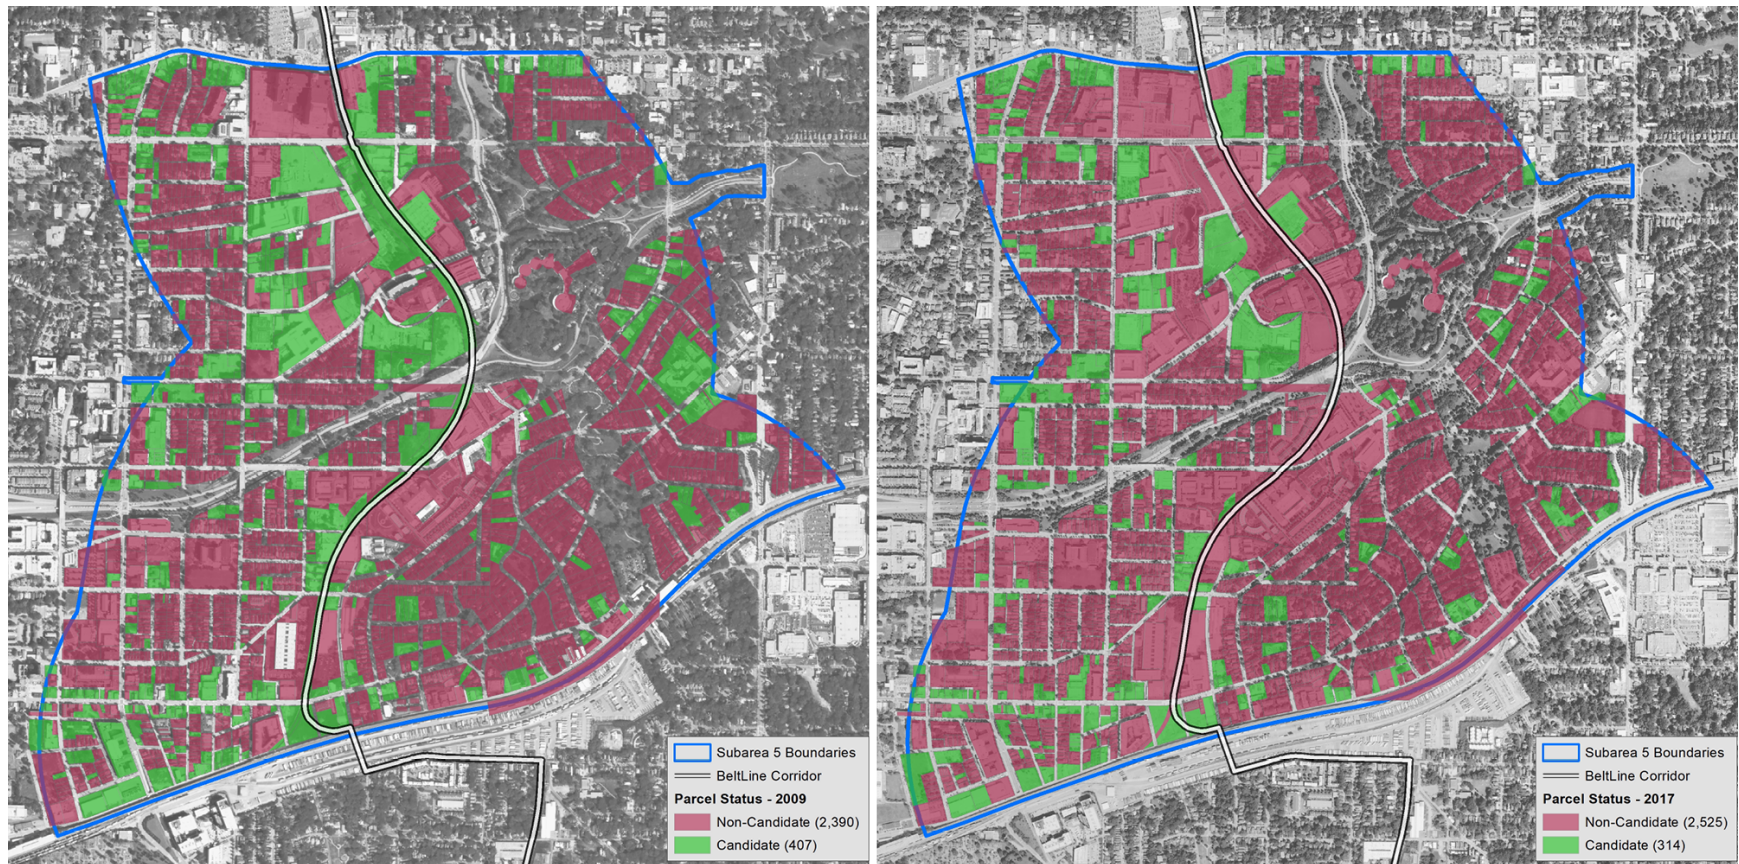 Subarea 5 Boundaries
BeltLine Corridor
Parcel Status - 2009
Non-Candidate (2,390)
Candidate (407)
Subarea 5 Boundaries
BeltLine Corridor
Parcel Status - 2017
Non-Candidate (2,525)
Candidate (314)